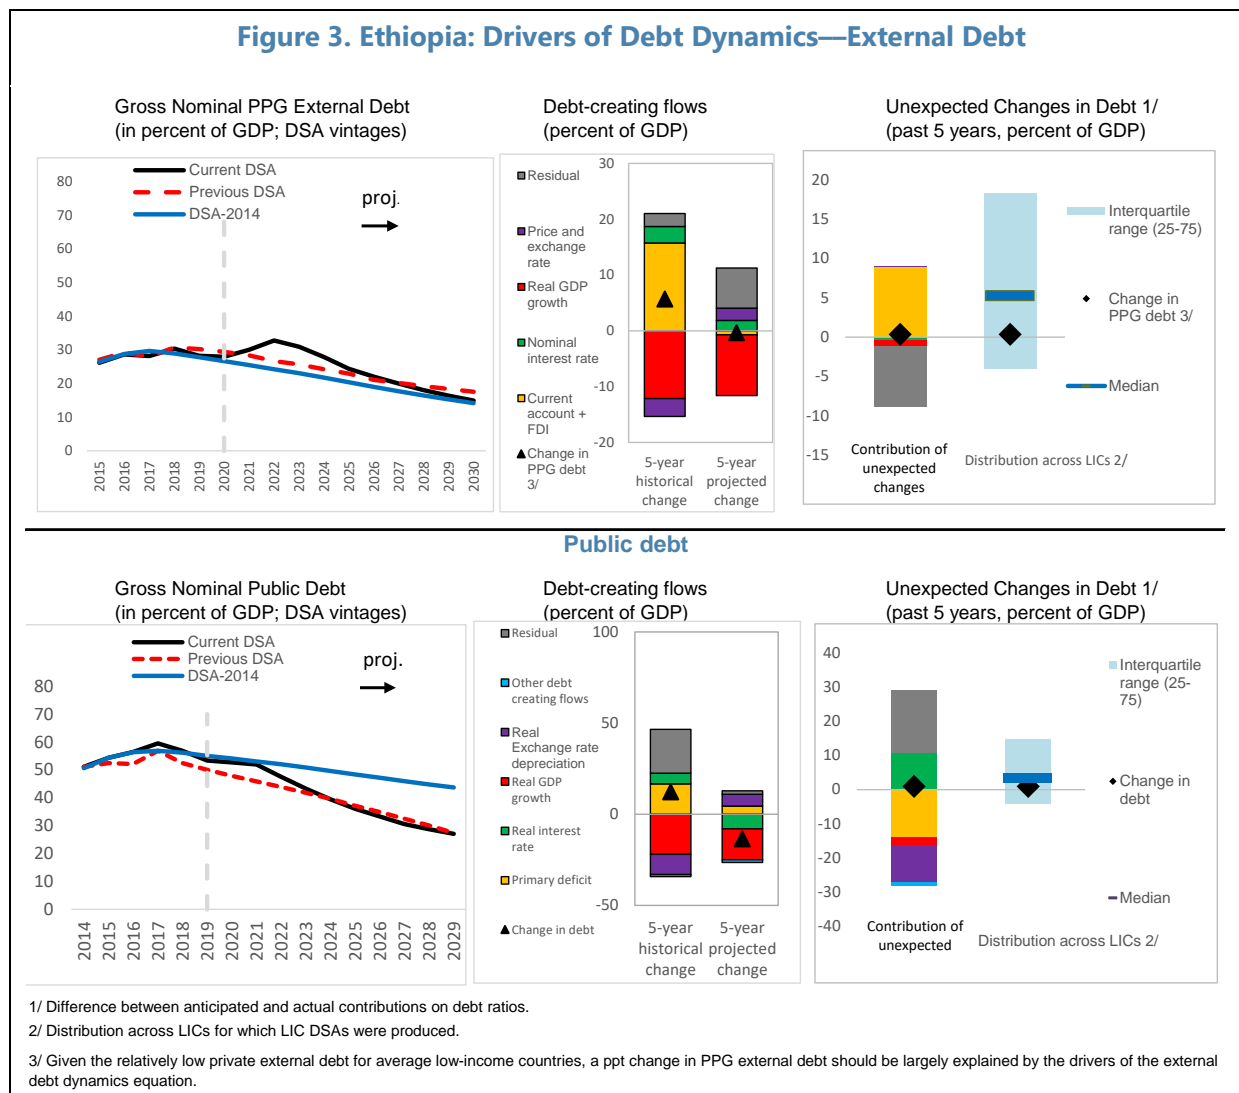 Figure 3. Ethiopia: Drivers of Debt Dynamics—External Debt
Gross Nominal PPG External Debt
(in percent of GDP; DSA vintages)
Current DSA
Previous DSA
DSA-2014
proj.
80
70
60
50
40
30
20
10
0
2015
2016
2017
2018
2019
2020
2021
2022
2023
2024
2025
2026
2027
2028
2029
2030
Debt-creating flows
(percent of GDP)
Residual
Price and
exchange
rate
Real GDP
growth
Nominal
interest rate
Current
account +
FDI
Change in
PPG debt
3/
30
20
10
0
-10
-20
5-year
historical
change
5-year
projected
change
Unexpected Changes in Debt 1/
(past 5 years, percent of GDP)
20
15
10
5
0
-5
-10
-15
Contribution of
unexpected
changes
Distribution across LICs 2/
Interquartile
range (25-75)
Change in
PPG debt 3/
Median
Public debt
Gross Nominal Public Debt
(in percent of GDP; DSA vintages)
Current DSA
Previous DSA
DSA-2014
proj.
80
70
60
50
40
30
20
10
0
2014
2015
2016
2017
2018
2019
2020
2021
2022
2023
2024
2025
2026
2027
2028
2029
Debt-creating flows
(percent of GDP)
Residual
Other debt
creating flows
Real
Exchange rate
depreciation
Real GDP
growth
Real interest
rate
Primary deficit
Change in debt
100
50
0
-50
5-year
historical
change
5-year
projected
change
Unexpected Changes in Debt 1/
(past 5 years, percent of GDP)
40
30
20
10
0
-10
-20
-30
-40
Contribution of
unexpected
Distribution across LICs 2/
Interquartile
range (25-
75)
Change in
debt
Median
1/ Difference between anticipated and actual contributions on debt ratios.
2/ Distribution across LICs for which LIC DSAs were produced.
3/ Given the relatively low private external debt for average low-income countries, a ppt change in PPG external debt should be largely explained by the drivers of the external
debt dynamics equation.